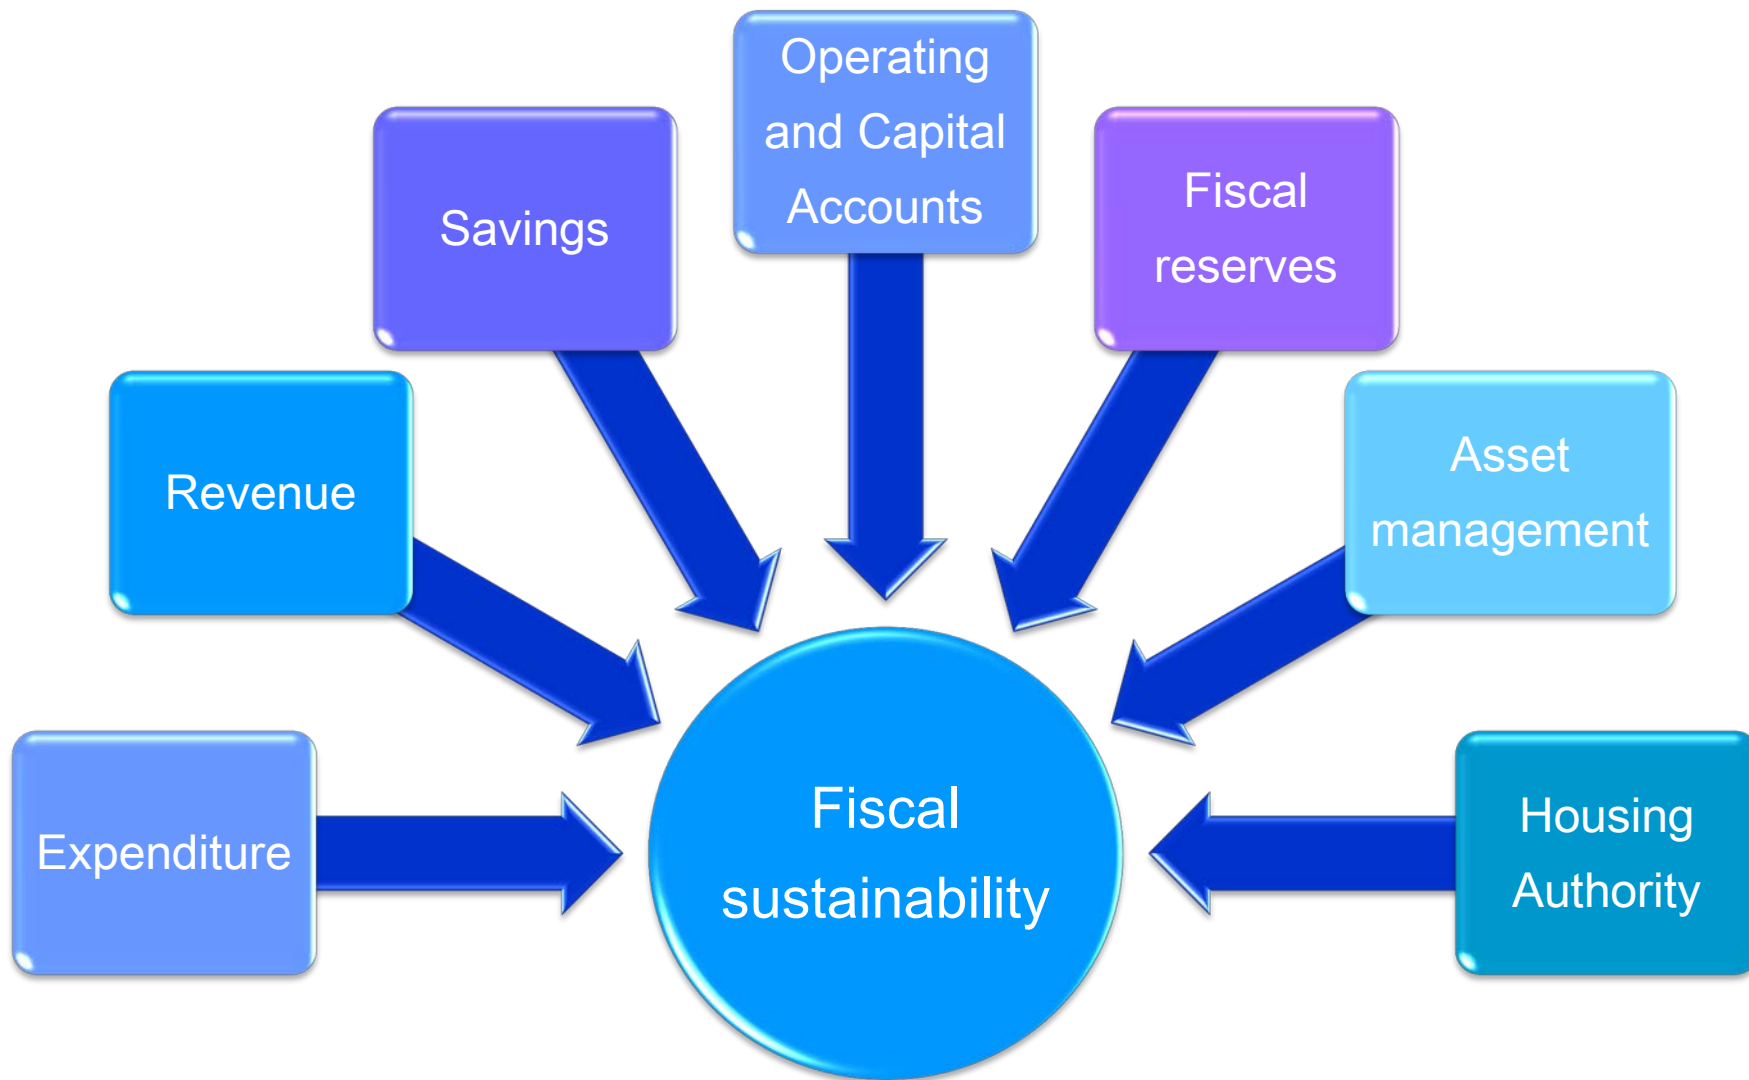 Operating
and Capital
Accounts
Savings
Fiscal
reserves
Revenue
Asset
management
Expenditure
Fiscal
sustainability
Housing
Authority